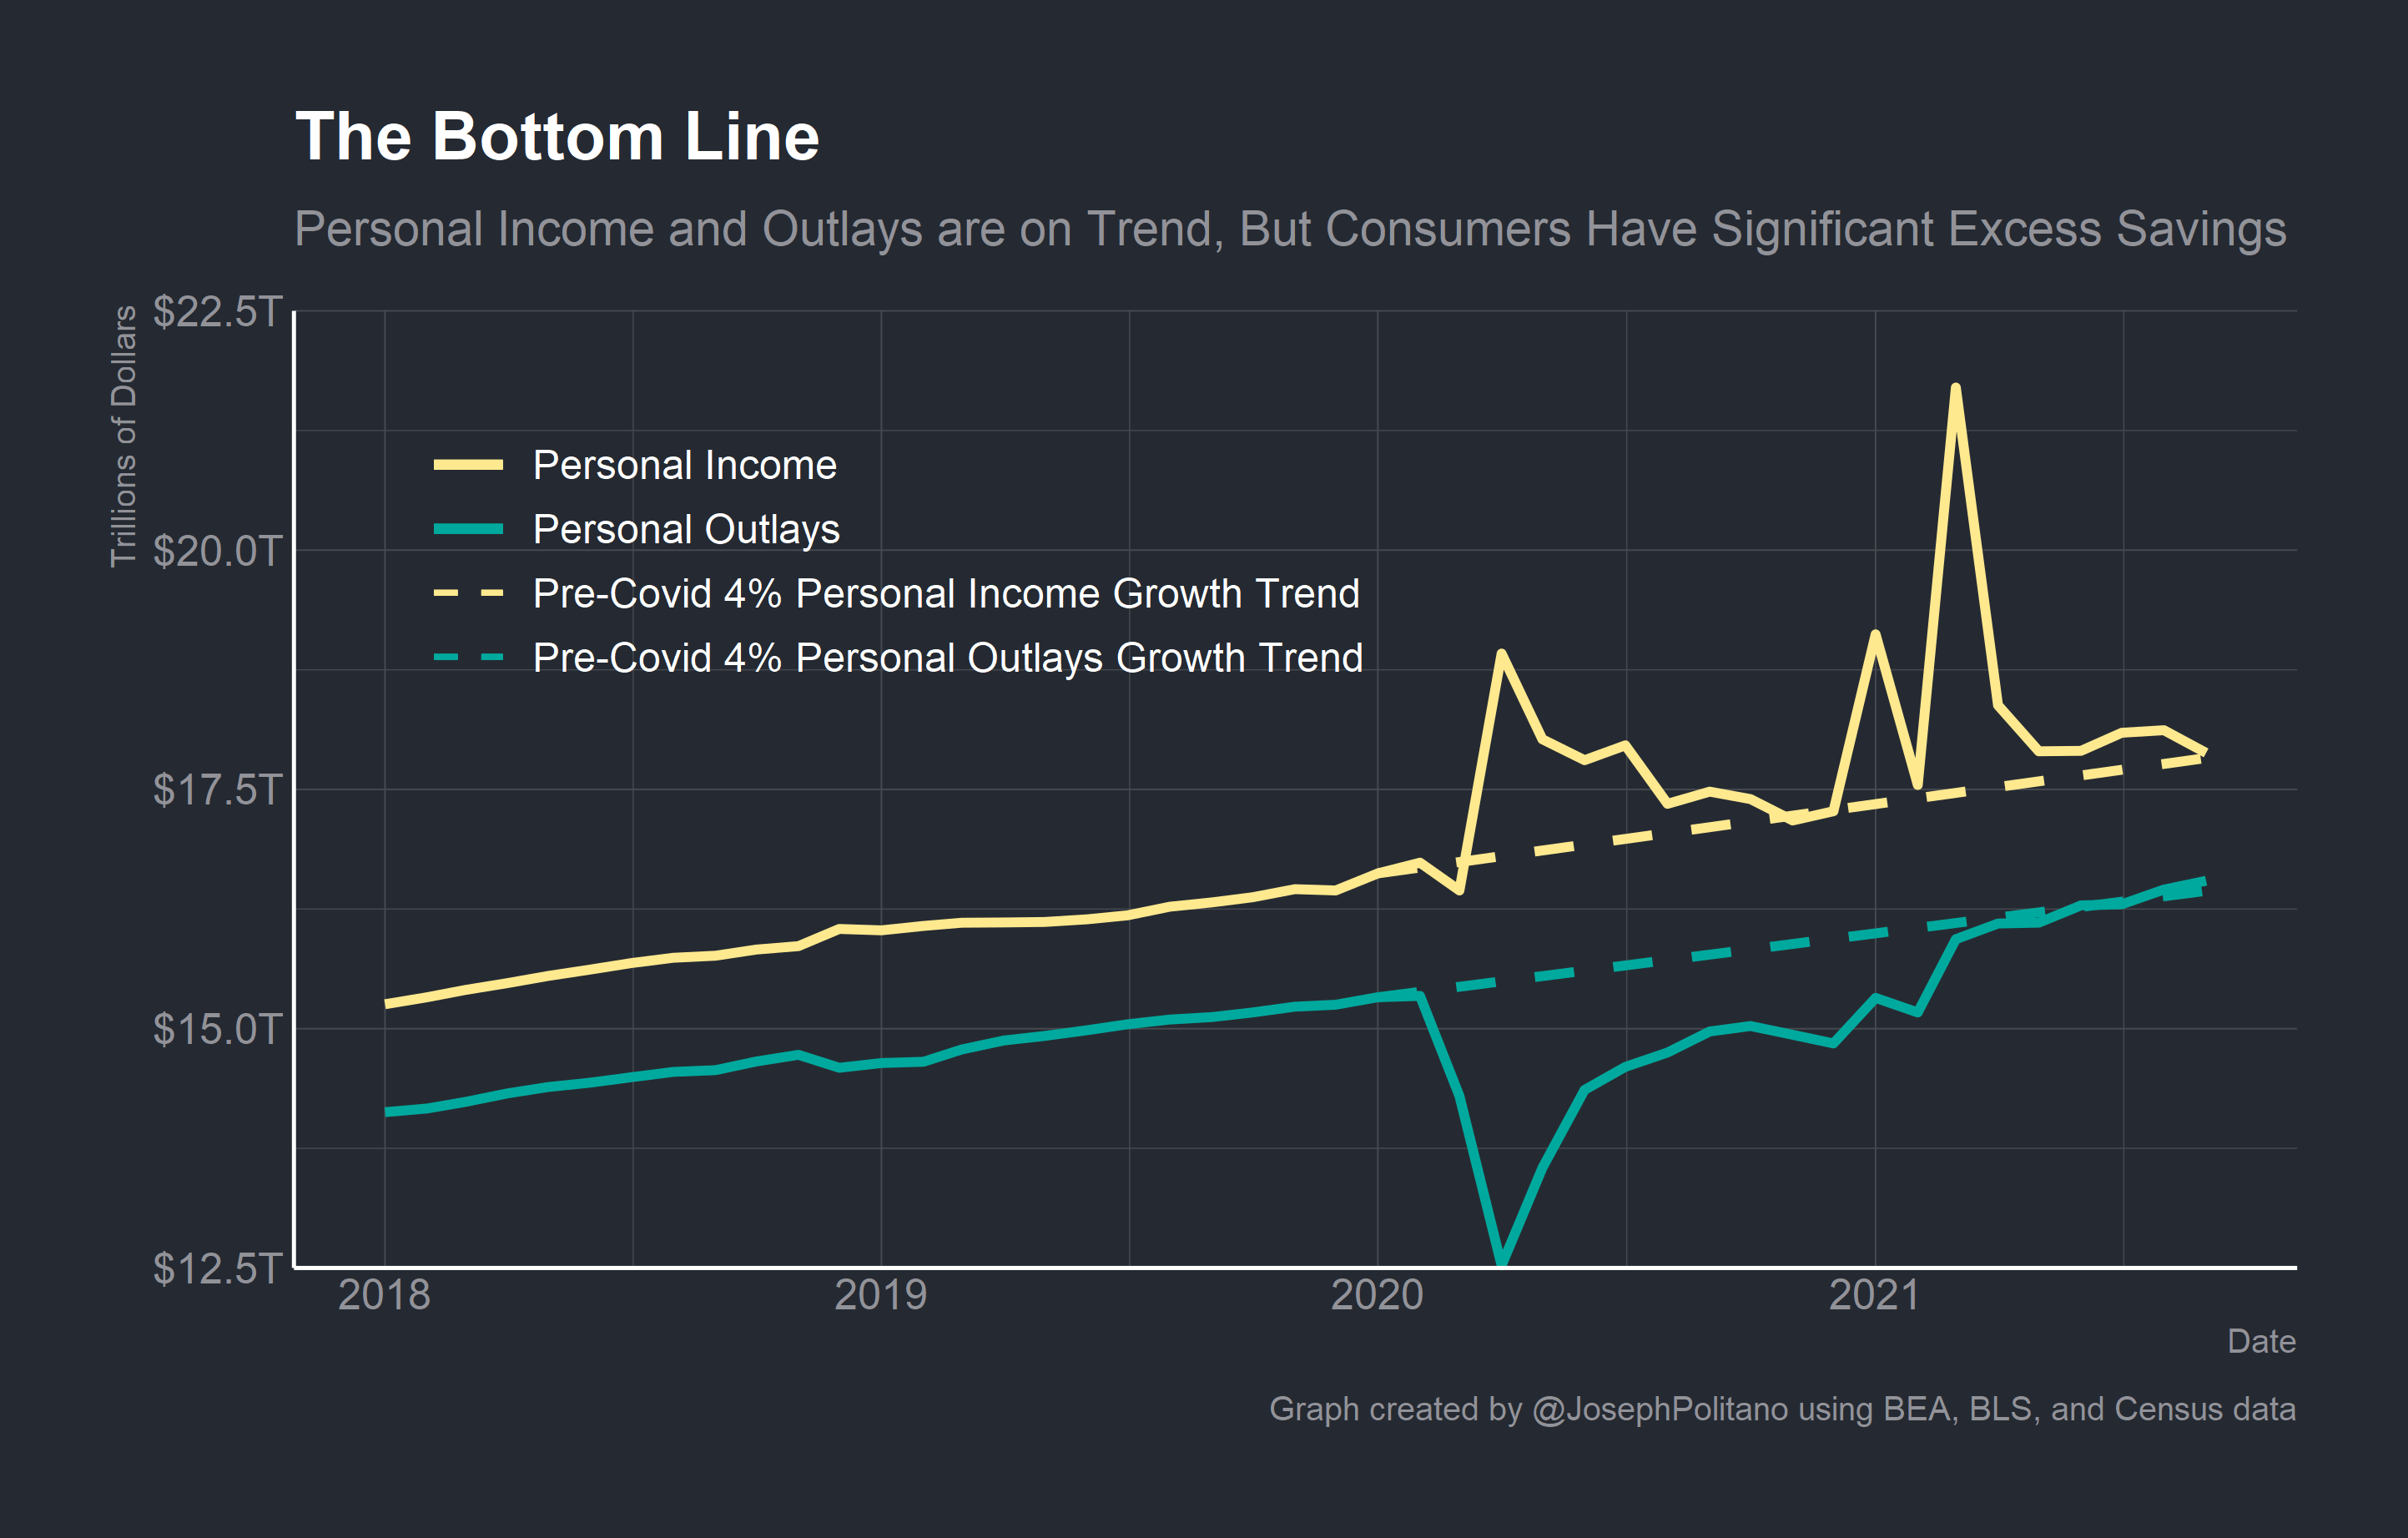 The Bottom Line
Personal Income and Outlays are on Trend, But Consumers Have Significant Excess Savings
Trillions of Dollars
$22.5T
$20.0T
$17.5T
$15.0T
$12.5T
Personal Income
Personal Outlays
Pre-Covid 4% Personal Income Growth Trend
Pre-Covid 4% Personal Outlays Growth Trend
2018 2019 2020 2021
Date
Graph created by @JosephPolitano using BEA, BLS, and Census data